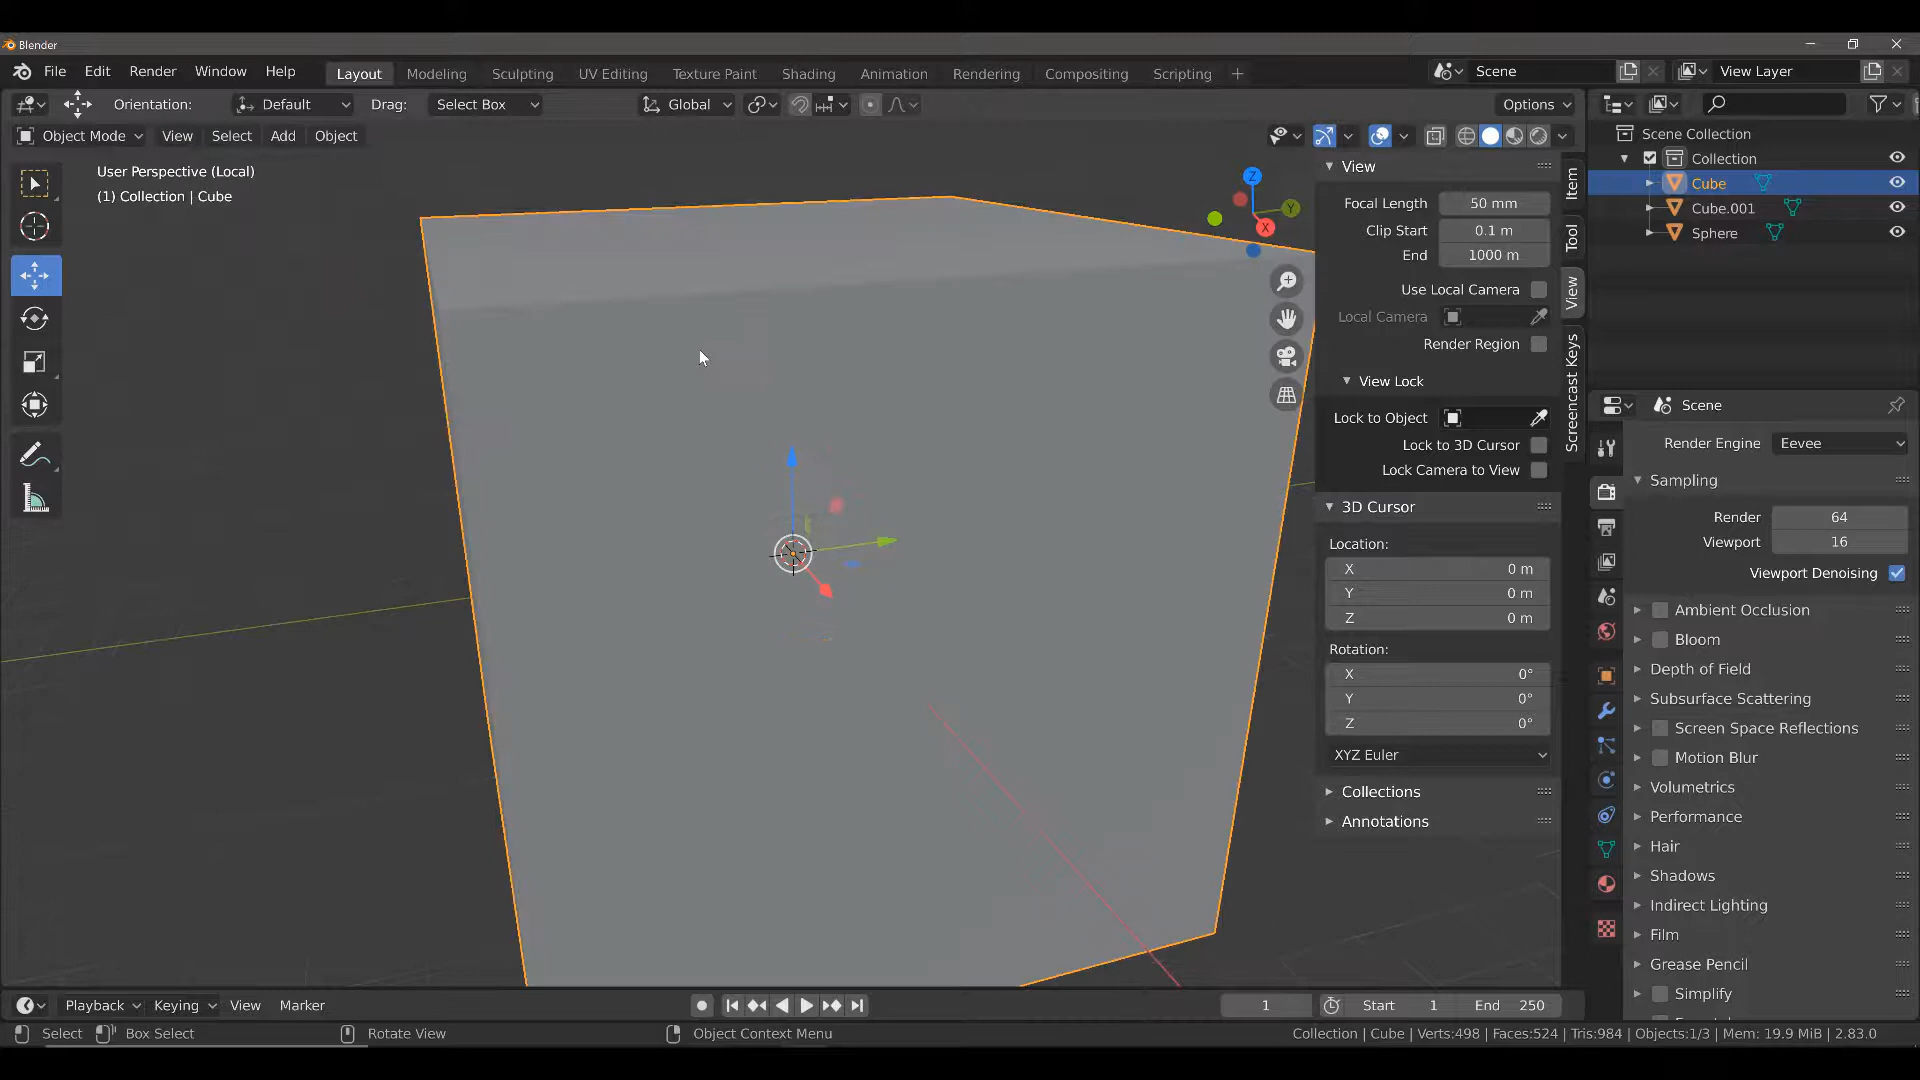 Blender
File Edit Render Window Help Layout Modeling Sculpting UV Editing Texture Paint Shading Animation Rendering Compositing Scripting + Scene View Layer
Orientation: Default Drag: Select Box Global Options
Object Mode View Select Add Object
User Perspective (Local)
(1) Collection | Cube
Z
Y
X
View
Focal Length 50 mm
Clip Start 0.1 m
End 1000 m
Use Local Camera
Local Camera
Render Region
View Lock
Lock to Object
Lock to 3D Cursor
Lock Camera to View
3D Cursor
Location:
X 0 m
Y 0 m
Z 0 m
Rotation:
X 0°
Y 0°
Z 0°
XYZ Euler
Collections
Annotations
Item
Tool
View
Screencast Keys
Scene Collection
Collection
Cube
Cube.001
Sphere
Scene
Render Engine Eevee
Sampling
Render 64
Viewport 16
Viewport Denoising
Ambient Occlusion
Bloom
Depth of Field
Subsurface Scattering
Screen Space Reflections
Motion Blur
Volumetrics
Performance
Hair
Shadows
Indirect Lighting
Film
Grease Pencil
Simplify
Playback Keying View Marker 1 Start 1 End 250
Select Box Select Rotate View Object Context Menu Collection | Cube | Verts:498 | Faces:524 | Tris:984 | Objects:1/3 | Mem: 19.9 MiB | 2.83.0